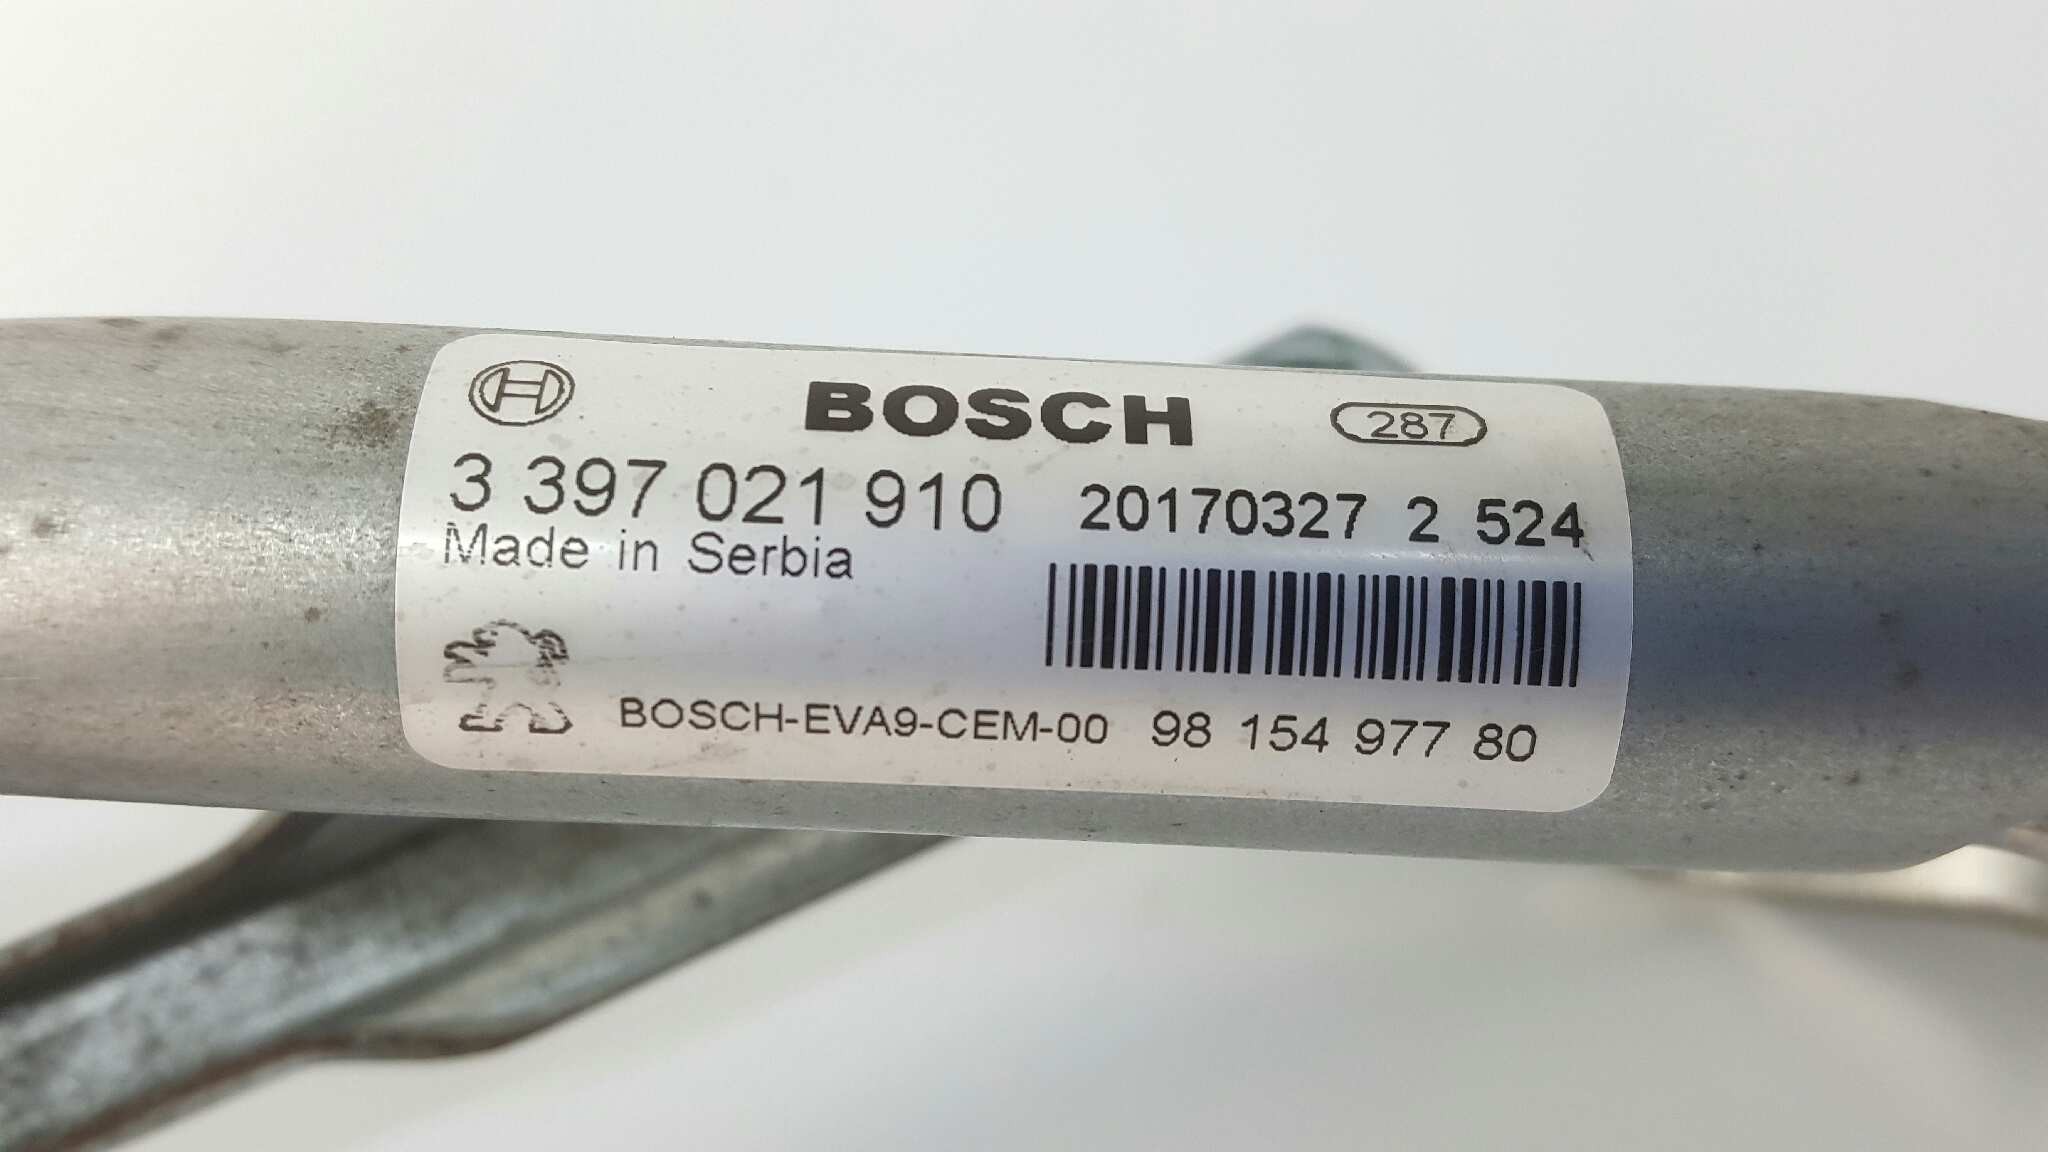 BOSCH 287
3 397 021 910 20170327 2 524
Made in Serbia
BOSCH-EVA9-CEM-00 98 154 977 80